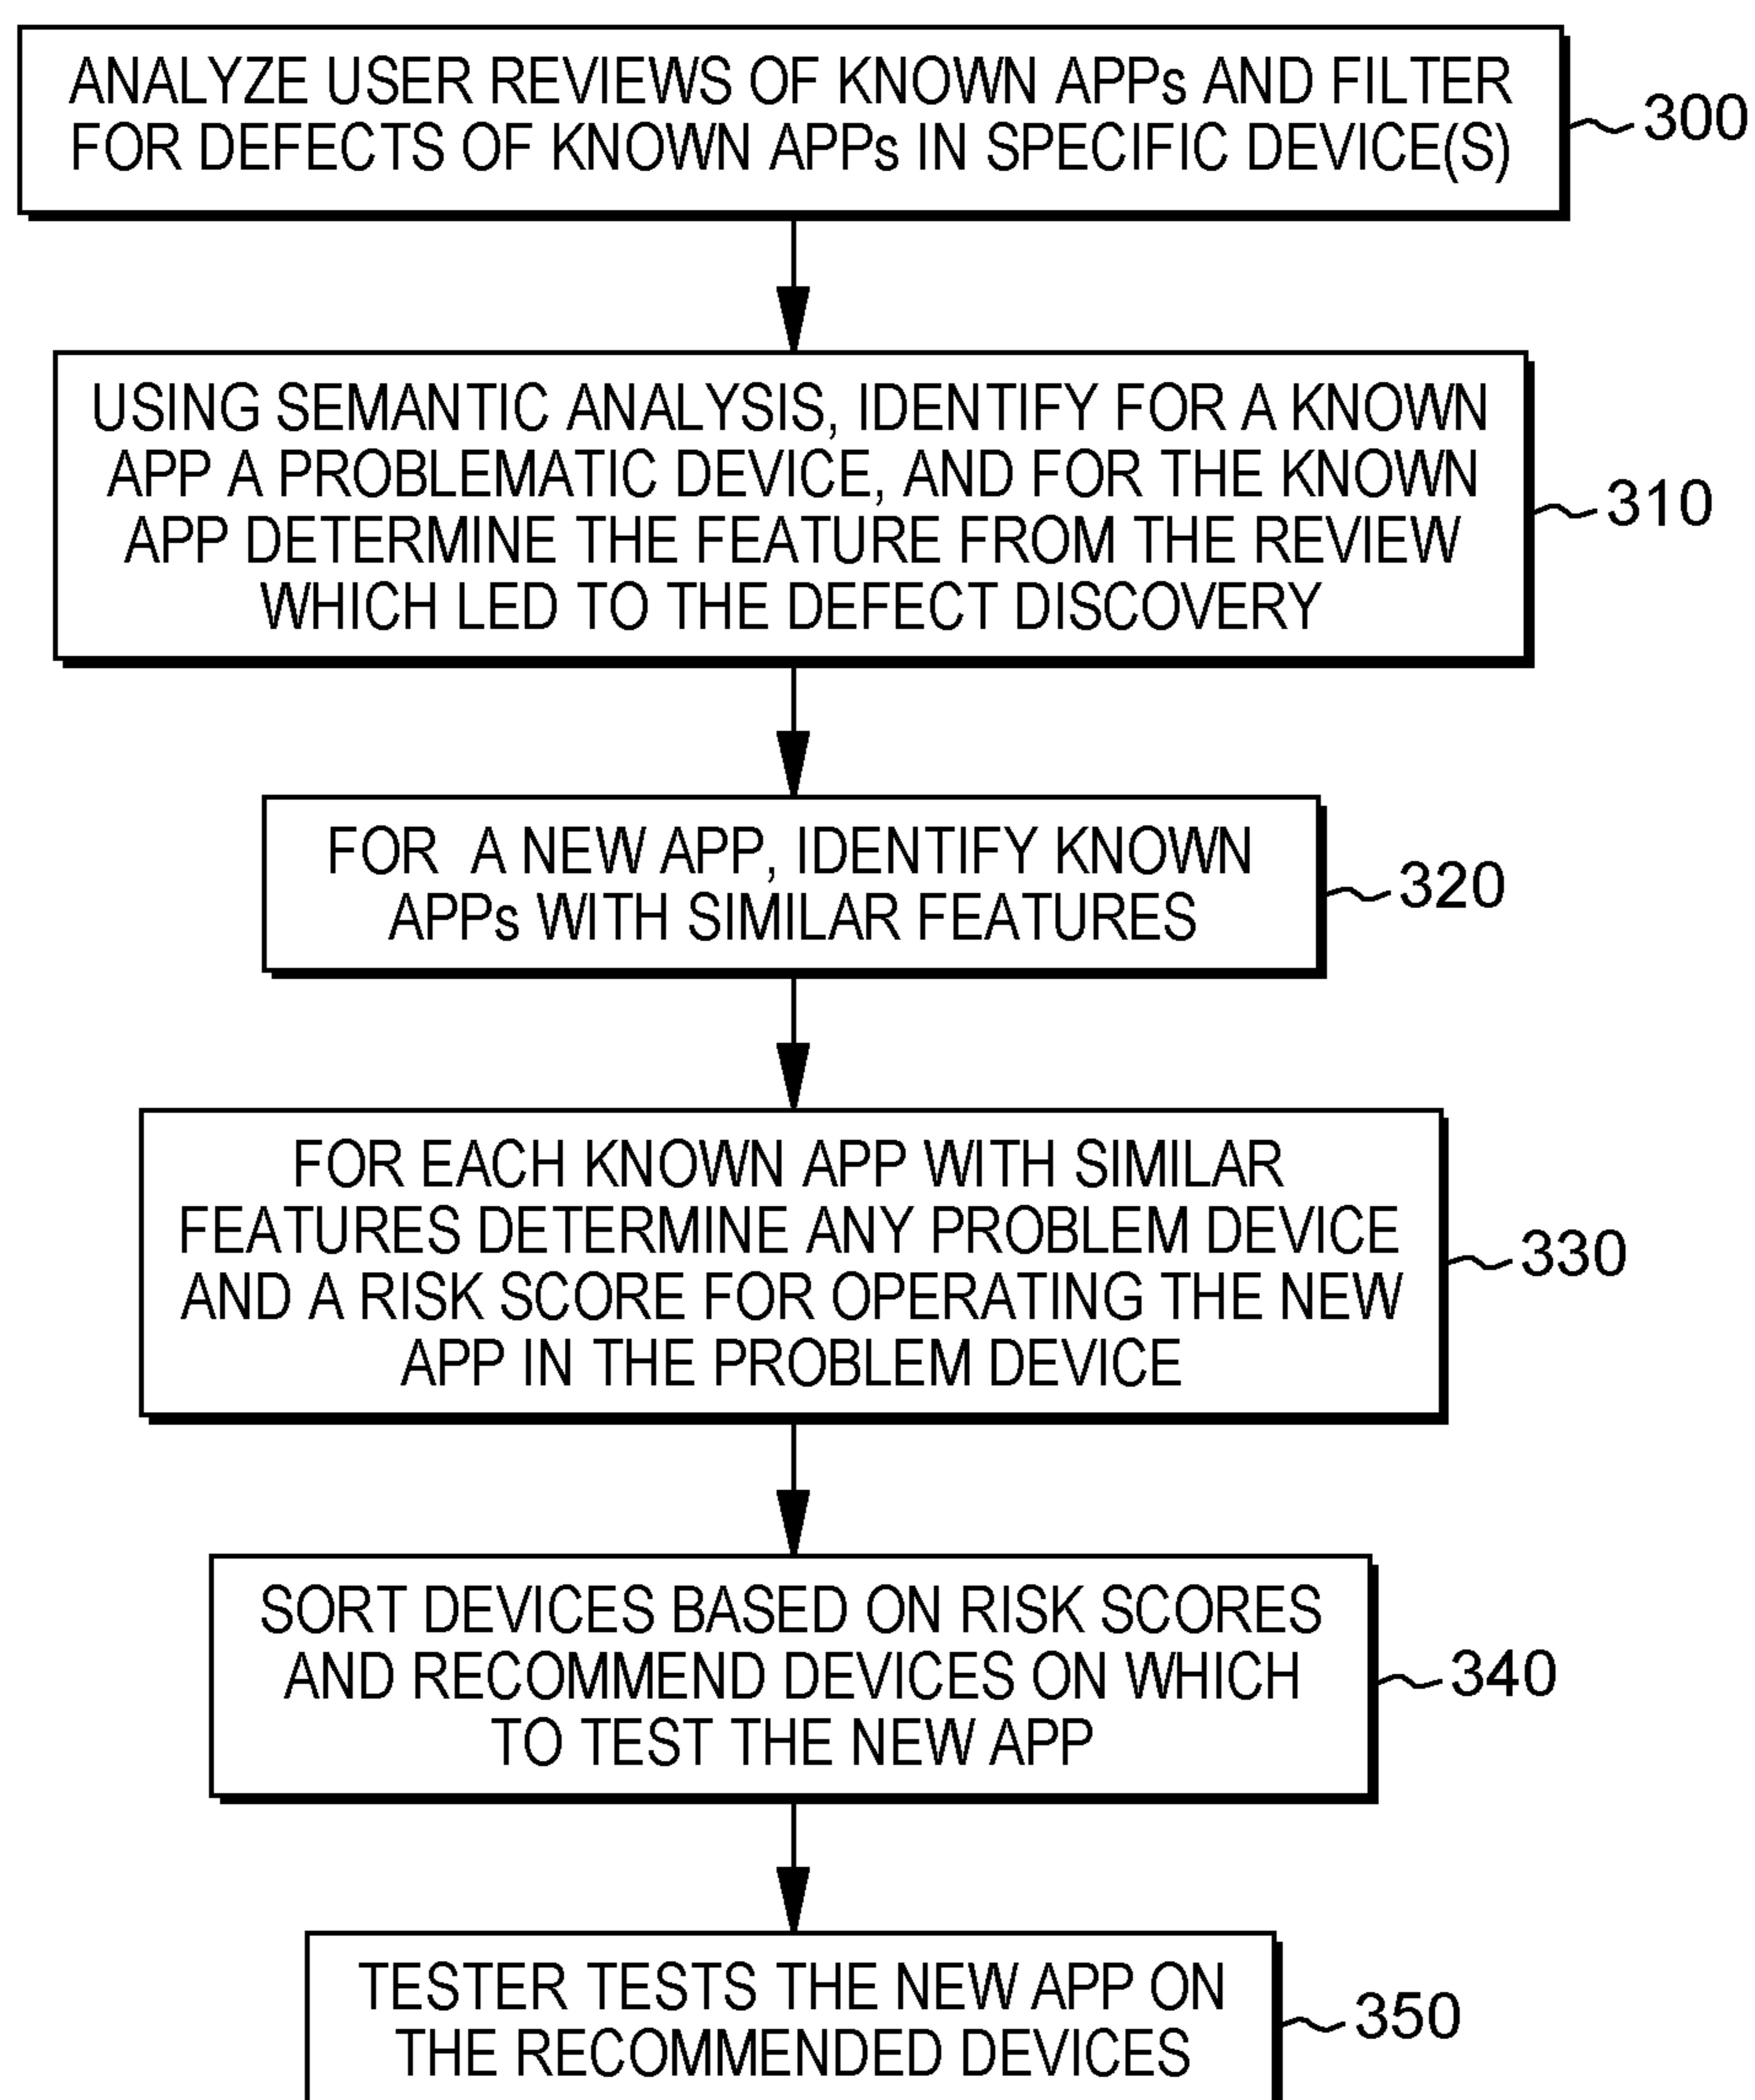 ANALYZE USER REVIEWS OF KNOWN APPs AND FILTER
FOR DEFECTS OF KNOWN APPs IN SPECIFIC DEVICE(S)
300
USING SEMANTIC ANALYSIS, IDENTIFY FOR A KNOWN
APP A PROBLEMATIC DEVICE, AND FOR THE KNOWN
APP DETERMINE THE FEATURE FROM THE REVIEW
WHICH LED TO THE DEFECT DISCOVERY
310
FOR A NEW APP, IDENTIFY KNOWN
APPs WITH SIMILAR FEATURES
320
FOR EACH KNOWN APP WITH SIMILAR
FEATURES DETERMINE ANY PROBLEM DEVICE
AND A RISK SCORE FOR OPERATING THE NEW
APP IN THE PROBLEM DEVICE
330
SORT DEVICES BASED ON RISK SCORES
AND RECOMMEND DEVICES ON WHICH
TO TEST THE NEW APP
340
TESTER TESTS THE NEW APP ON
THE RECOMMENDED DEVICES
350